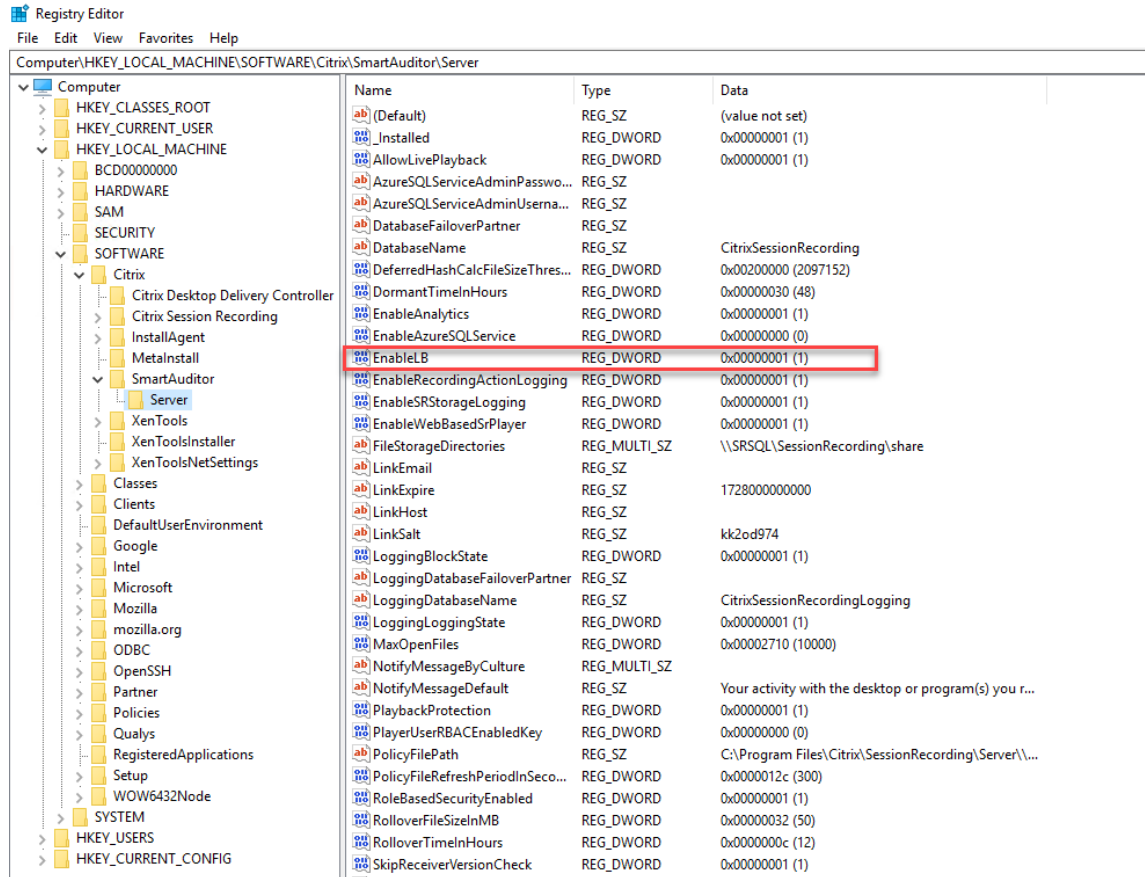 Registry Editor
File Edit View Favorites Help
Computer\HKEY_LOCAL_MACHINE\SOFTWARE\Citrix\SmartAuditor\Server
Computer
HKEY_CLASSES_ROOT
HKEY_CURRENT_USER
HKEY_LOCAL_MACHINE
BCD00000000
HARDWARE
SAM
SECURITY
SOFTWARE
Citrix
Citrix Desktop Delivery Controller
Citrix Session Recording
InstallAgent
MetaInstall
SmartAuditor
Server
XenTools
XenToolsInstaller
XenToolsNetSettings
Classes
Clients
DefaultUserEnvironment
Google
Intel
Microsoft
Mozilla
mozilla.org
ODBC
OpenSSH
Partner
Policies
Qualys
RegisteredApplications
Setup
WOW6432Node
SYSTEM
HKEY_USERS
HKEY_CURRENT_CONFIG
Name Type Data
(Default) REG_SZ (value not set)
_Installed REG_DWORD 0x00000001 (1)
AllowLivePlayback REG_DWORD 0x00000001 (1)
AzureSQLServiceAdminPasswo... REG_SZ
AzureSQLServiceAdminUserna... REG_SZ
DatabaseFailoverPartner REG_SZ
DatabaseName REG_SZ CitrixSessionRecording
DeferredHashCalcFileSizeThres... REG_DWORD 0x00200000 (2097152)
DormantTimeInHours REG_DWORD 0x00000030 (48)
EnableAnalytics REG_DWORD 0x00000001 (1)
EnableAzureSQLService REG_DWORD 0x00000000 (0)
EnableLB REG_DWORD 0x00000001 (1)
EnableRecordingActionLogging REG_DWORD 0x00000001 (1)
EnableSRStorageLogging REG_DWORD 0x00000001 (1)
EnableWebBasedSrPlayer REG_DWORD 0x00000001 (1)
FileStorageDirectories REG_MULTI_SZ \\SRSQL\SessionRecording\share
LinkEmail REG_SZ
LinkExpire REG_SZ 1728000000000
LinkHost REG_SZ
LinkSalt REG_SZ kk2od974
LoggingBlockState REG_DWORD 0x00000001 (1)
LoggingDatabaseFailoverPartner REG_SZ
LoggingDatabaseName REG_SZ CitrixSessionRecordingLogging
LoggingLoggingState REG_DWORD 0x00000001 (1)
MaxOpenFiles REG_DWORD 0x00002710 (10000)
NotifyMessageByCulture REG_MULTI_SZ
NotifyMessageDefault REG_SZ Your activity with the desktop or program(s) you r...
PlaybackProtection REG_DWORD 0x00000001 (1)
PlayerUserRBACEnabledKey REG_DWORD 0x00000000 (0)
PolicyFilePath REG_SZ C:\Program Files\Citrix\SessionRecording\Server\\...
PolicyFileRefreshPeriodInSeco... REG_DWORD 0x0000012c (300)
RoleBasedSecurityEnabled REG_DWORD 0x00000001 (1)
RolloverFileSizeInMB REG_DWORD 0x00000032 (50)
RolloverTimeInHours REG_DWORD 0x0000000c (12)
SkipReceiverVersionCheck REG_DWORD 0x00000001 (1)